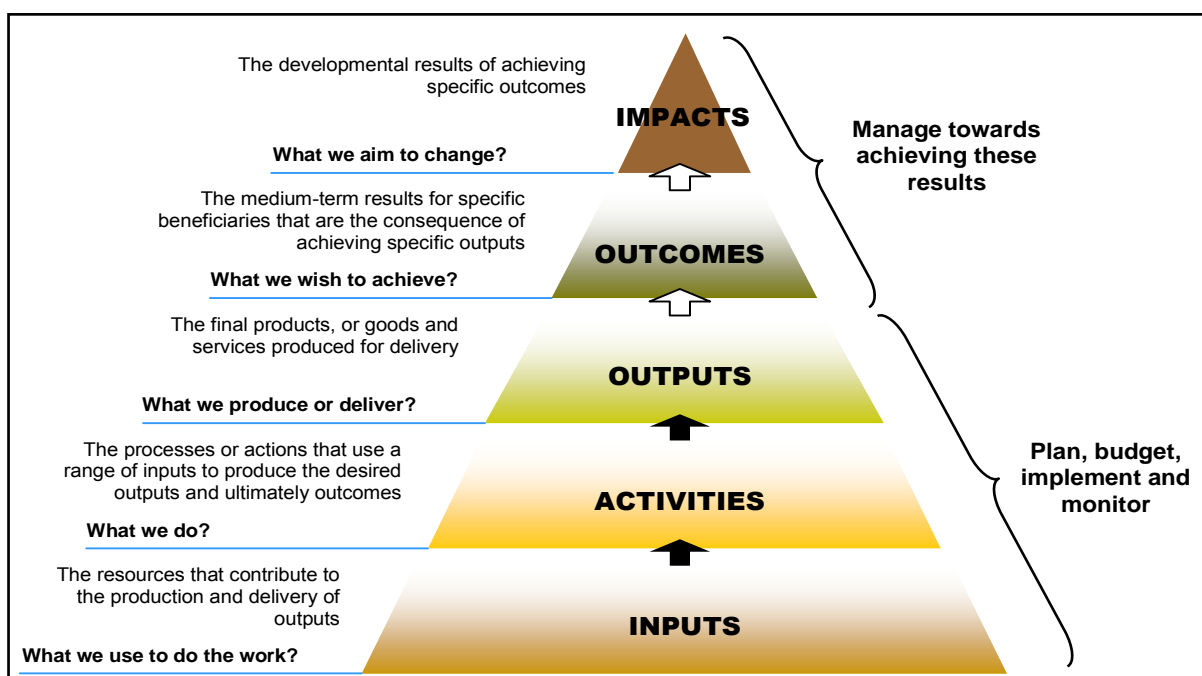 The developmental results of achieving
specific outcomes
IMPACTS
What we aim to change?
Manage towards
achieving these
results
The medium-term results for specific
beneficiaries that are the consequence of
achieving specific outputs
OUTCOMES
What we wish to achieve?
The final products, or goods and
services produced for delivery
OUTPUTS
What we produce or deliver?
The processes or actions that use a
range of inputs to produce the desired
outputs and ultimately outcomes
ACTIVITIES
What we do?
Plan, budget,
implement and
monitor
The resources that contribute to
the production and delivery of
outputs
INPUTS
What we use to do the work?